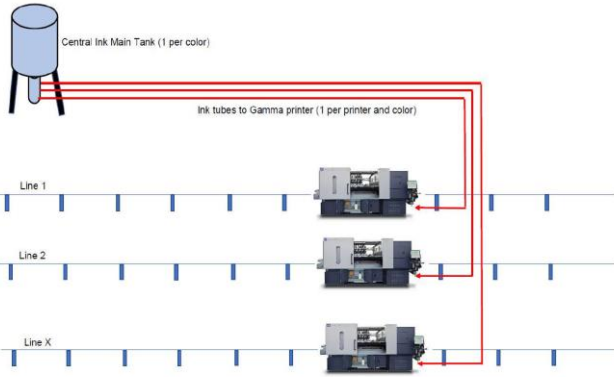 Central Ink Main Tank (1 per color)
Ink tubes to Gamma printer (1 per printer and color)
Line 1
Line 2
Line X